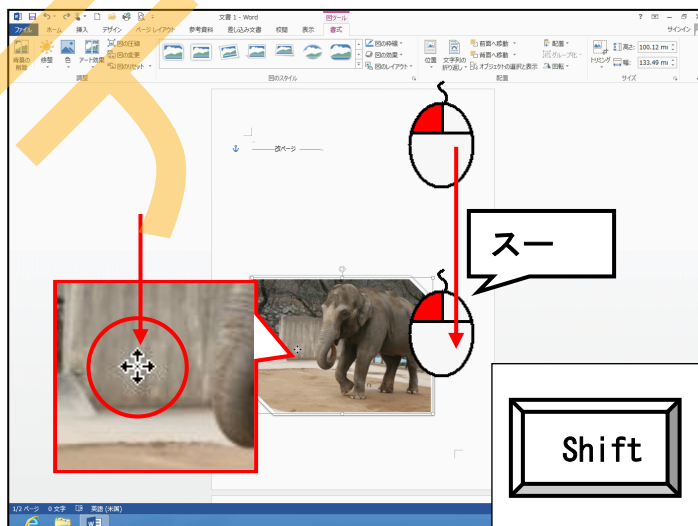 文書 1 - Word
図ツール
ファイル ホーム 挿入 デザイン ページ レイアウト 参考資料 差し込み文書 校閲 表示 書式
サインイン
背景の削除
修整
色
アート効果
図の圧縮
図の変更
図のリセット
調整
図のスタイル
図の枠線
図の効果
図のレイアウト
位置
文字列の折り返し
前面へ移動
背面へ移動
オブジェクトの選択と表示
配置
グループ化
回転
配置
トリミング
高さ: 100.12 mi
幅: 133.49 mi
サイズ
改ページ
スー
Shift
1/2 ページ 0 文字 英語 (米国)